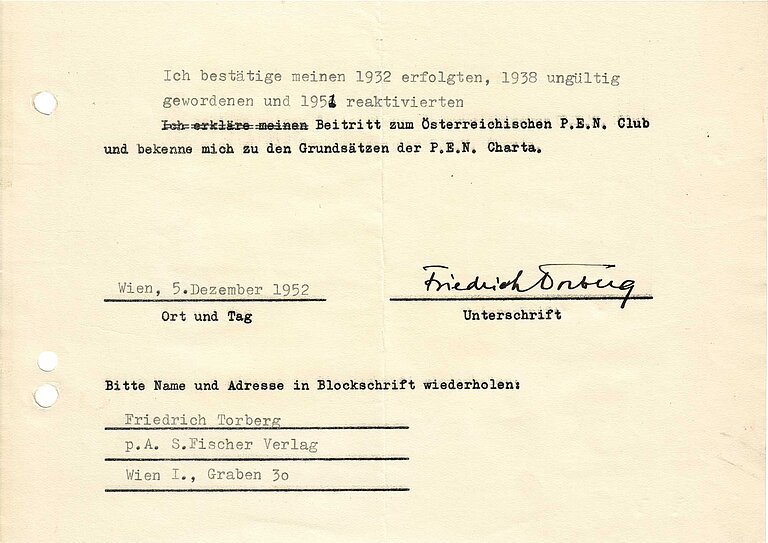 Ich bestätige meinen 1932 erfolgten, 1938 ungültig
gewordenen und 1951 reaktivierten
Ich erkläre meinen Beitritt zum Österreichischen P.E.N. Club
und bekenne mich zu den Grundsätzen der P.E.N. Charta.
Wien, 5.Dezember 1952 Friedrich Torberg
Ort und Tag Unterschrift
Bitte Name und Adresse in Blockschrift wiederholen:
Friedrich Torberg
p.A. S.Fischer Verlag
Wien I., Graben 3o